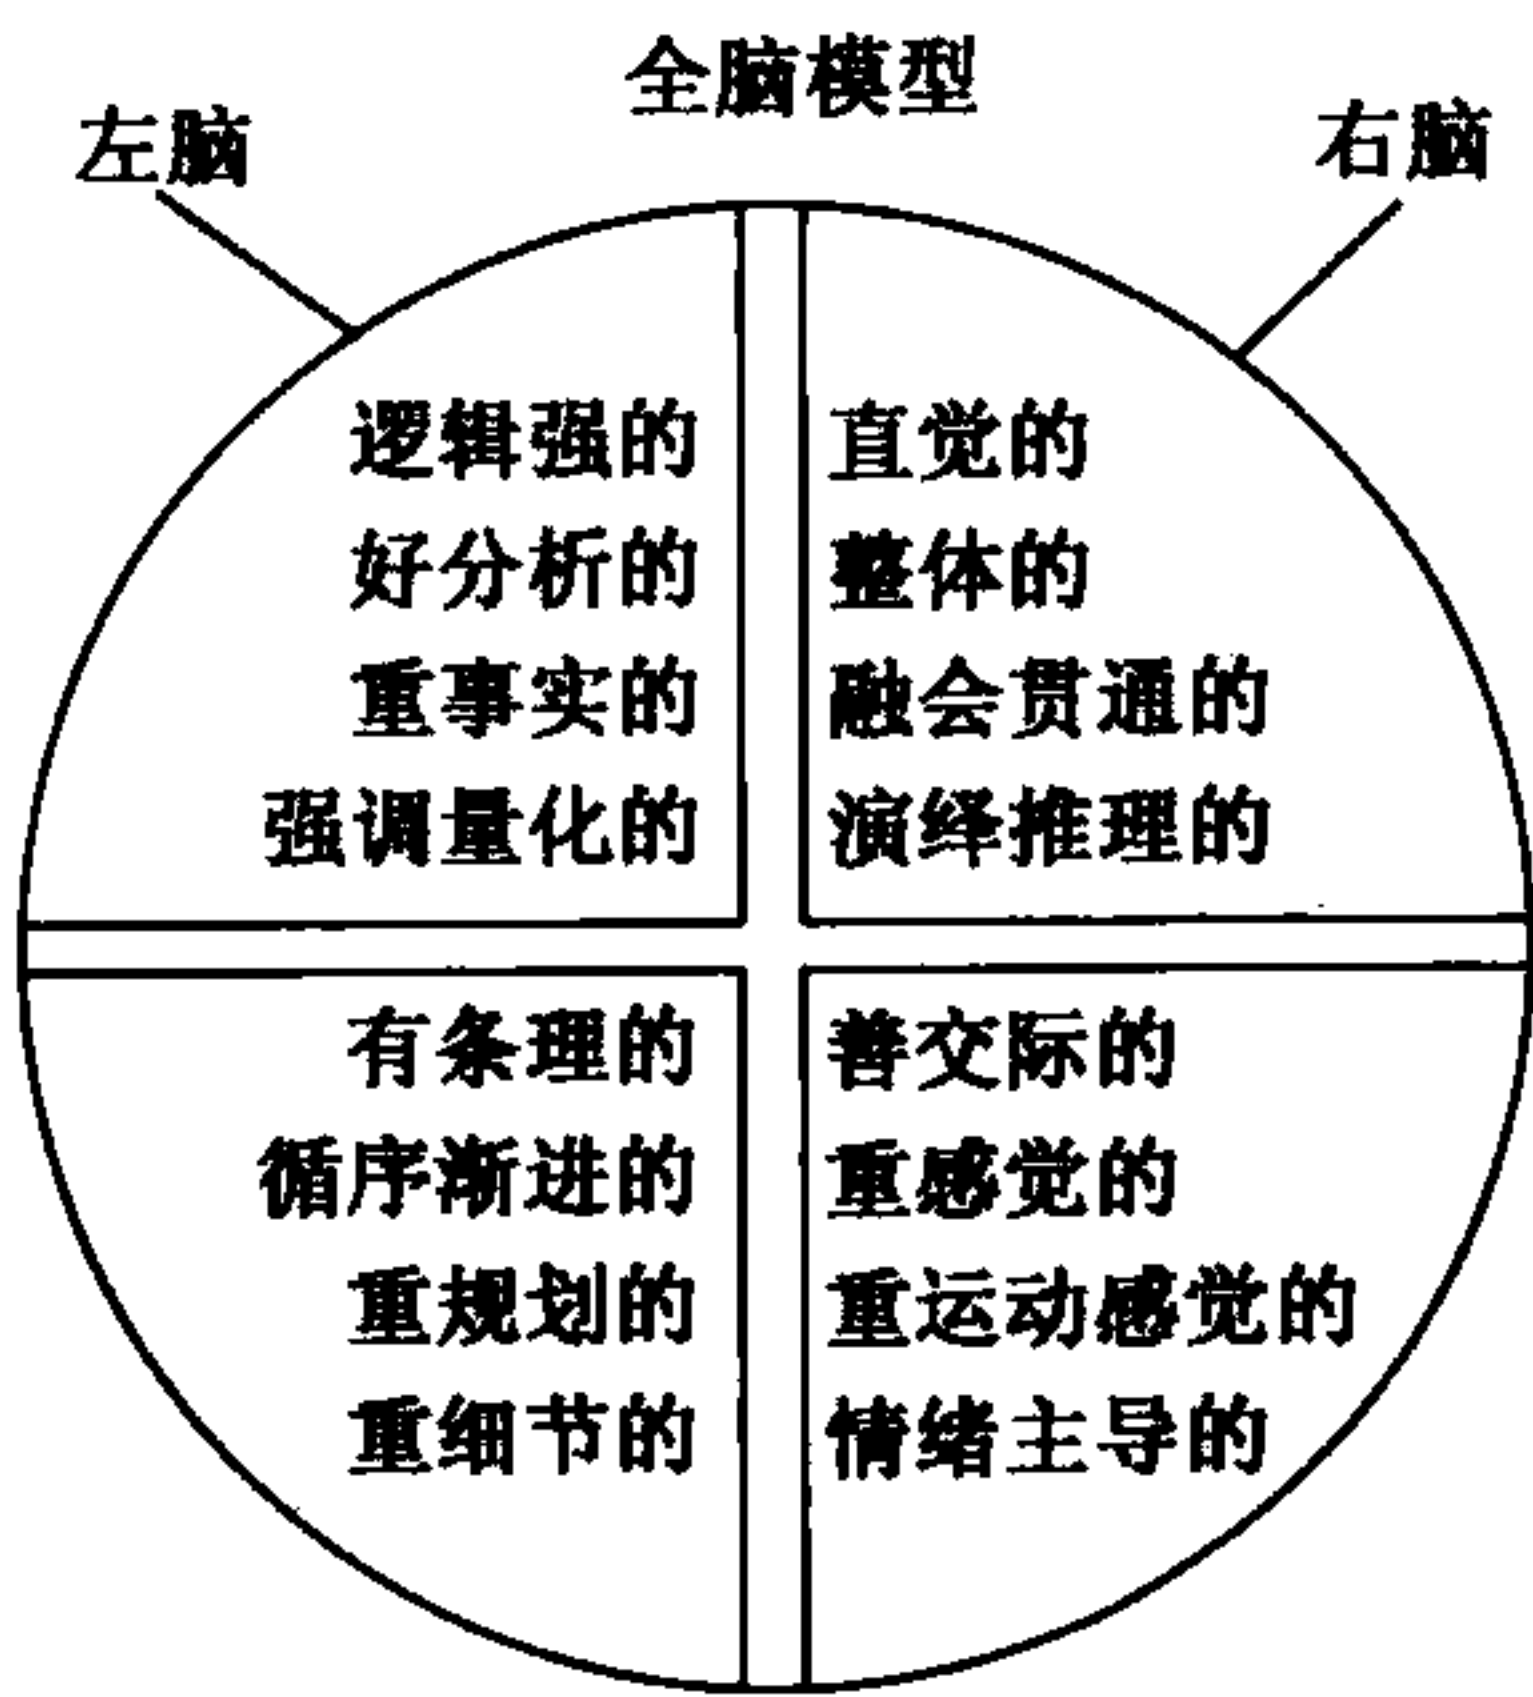 全脑模型
左脑
右脑
逻辑强的
好分析的
重事实的
强调量化的
直觉的
整体的
融会贯通的
演绎推理的
有条理的
循序渐进的
重规划的
重细节的
善交际的
重感觉的
重运动感觉的
情绪主导的